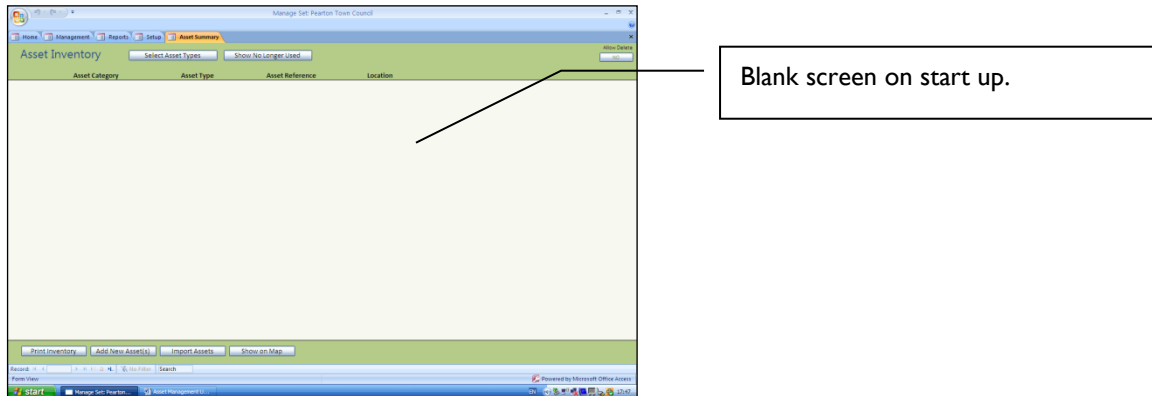 Manage Set: Pearton Town Council
Home Management Reports Setup Asset Summary
Allow Delete
Asset Inventory Select Asset Types Show No Longer Used
Asset Category Asset Type Asset Reference Location
Blank screen on start up.
Print Inventory Add New Asset(s) Import Assets Show on Map
Record: No Filter Search
Form View Powered by Microsoft Office Access
start Manage Set: Pearton... Asset Management U... EN 17:47